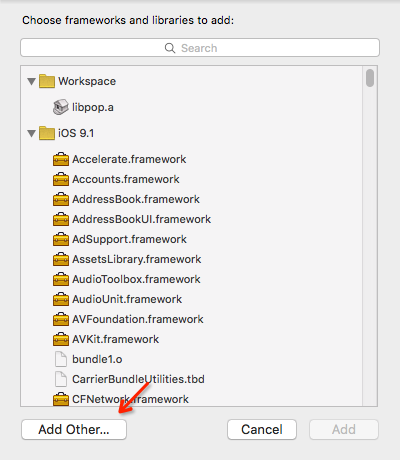 Choose frameworks and libraries to add:
Search
Workspace
libpop.a
iOS 9.1
Accelerate.framework
Accounts.framework
AddressBook.framework
AddressBookUI.framework
AdSupport.framework
AssetsLibrary.framework
AudioToolbox.framework
AudioUnit.framework
AVFoundation.framework
AVKit.framework
bundle1.o
CarrierBundleUtilities.tbd
CFNetwork.framework
Add Other... Cancel Add